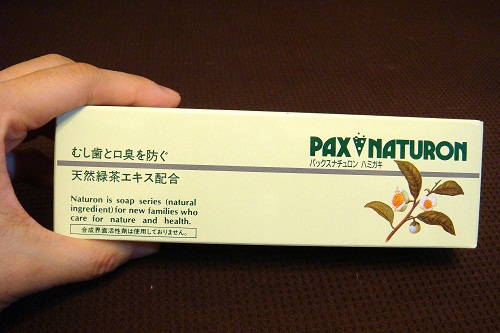 むし歯と口臭を防ぐ
天然緑茶エキス配合
Naturon is soap series (natural
ingredient) for new families who
care for nature and health.
合成界面活性剤は使用しておりません。
PAX NATURON
パックスナチュロン ハミガキ